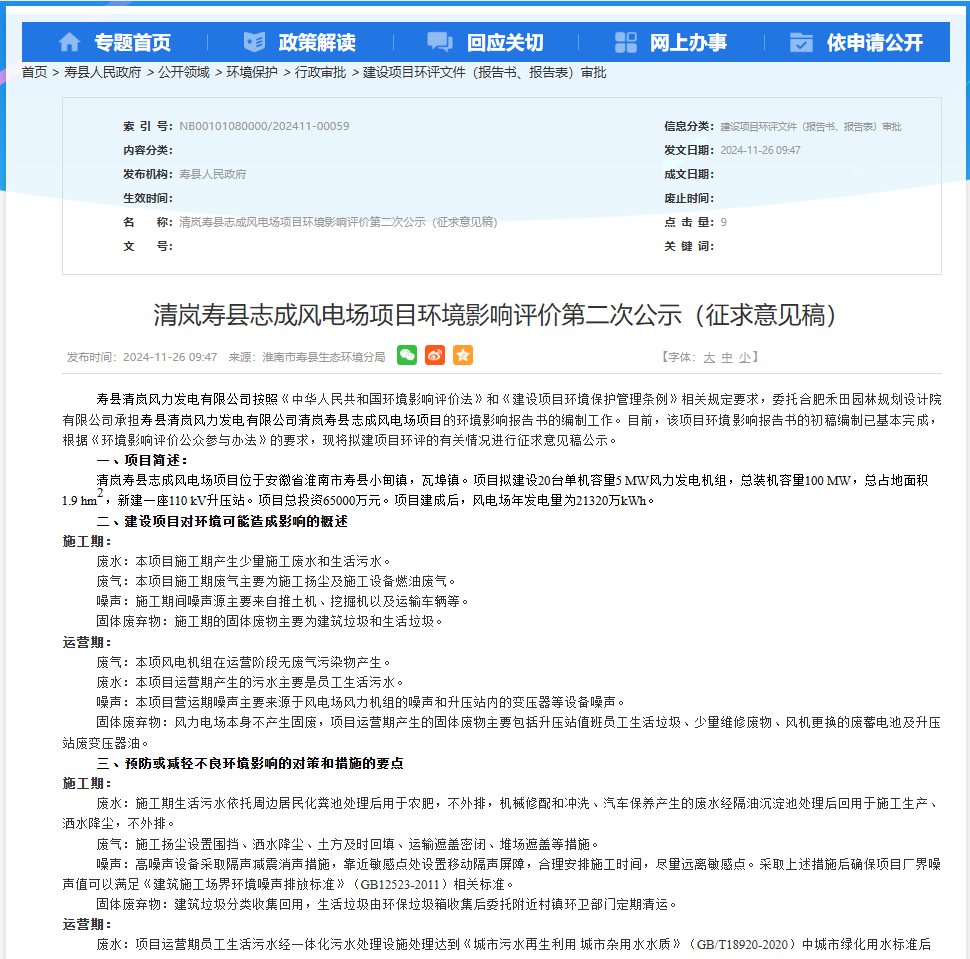 专题首页 政策解读 回应关切 网上办事 依申请公开
首页 > 寿县人民政府 > 公开领域 > 环境保护 > 行政审批 > 建设项目环评文件（报告书、报告表）审批
索 引 号： NB00101080000/202411-00059 信息分类： 建设项目环评文件（报告书、报告表）审批
内容分类： 发文日期： 2024-11-26 09:47
发布机构： 寿县人民政府 成文日期：
生效时间： 废止时间：
名 称： 清岚寿县志成风电场项目环境影响评价第二次公示（征求意见稿） 点 击 量： 9
文 号： 关 键 词：
清岚寿县志成风电场项目环境影响评价第二次公示（征求意见稿）
发布时间：2024-11-26 09:47 来源：淮南市寿县生态环境分局 【字体：大 中 小】
寿县清岚风力发电有限公司按照《中华人民共和国环境影响评价法》和《建设项目环境保护管理条例》相关规定要求，委托合肥禾田园林规划设计院
有限公司承担寿县清岚风力发电有限公司清岚寿县志成风电场项目的环境影响报告书的编制工作。目前，该项目环境影响报告书的初稿编制已基本完成，
根据《环境影响评价公众参与办法》的要求，现将拟建项目环评的有关情况进行征求意见稿公示。
一、项目简述：
清岚寿县志成风电场项目位于安徽省淮南市寿县小甸镇，瓦埠镇。项目拟建设20台单机容量5 MW风力发电机组，总装机容量100 MW，总占地面积
1.9 hm2，新建一座110 kV升压站。项目总投资65000万元。项目建成后，风电场年发电量为21320万kWh。
二、建设项目对环境可能造成影响的概述
施工期：
废水：本项目施工期产生少量施工废水和生活污水。
废气：本项目施工期废气主要为施工扬尘及施工设备燃油废气。
噪声：施工期间噪声源主要来自推土机、挖掘机以及运输车辆等。
固体废弃物：施工期的固体废物主要为建筑垃圾和生活垃圾。
运营期：
废气：本项风电机组在运营阶段无废气污染物产生。
废水：本项目运营期产生的污水主要是员工生活污水。
噪声：本项目营运期噪声主要来源于风电场风力机组的噪声和升压站内的变压器等设备噪声。
固体废弃物：风力电场本身不产生固废，项目运营期产生的固体废物主要包括升压站值班员工生活垃圾、少量维修废物、风机更换的废蓄电池及升压
站废变压器油。
三、预防或减轻不良环境影响的对策和措施的要点
施工期：
废水：施工期生活污水依托周边居民化粪池处理后用于农肥，不外排，机械修配和冲洗、汽车保养产生的废水经隔油沉淀池处理后回用于施工生产、
洒水降尘，不外排。
废气：施工扬尘设置围挡、洒水降尘、土方及时回填、运输遮盖密闭、堆场遮盖等措施。
噪声：高噪声设备采取隔声减震消声措施，靠近敏感点处设置移动隔声屏障，合理安排施工时间，尽量远离敏感点。采取上述措施后确保项目厂界噪
声值可以满足《建筑施工场界环境噪声排放标准》（GB12523-2011）相关标准。
固体废弃物：建筑垃圾分类收集回用，生活垃圾由环保垃圾箱收集后委托附近村镇环卫部门定期清运。
运营期：
废水：项目运营期员工生活污水经一体化污水处理设施处理达到《城市污水再生利用 城市杂用水水质》（GB/T18920-2020）中城市绿化用水标准后